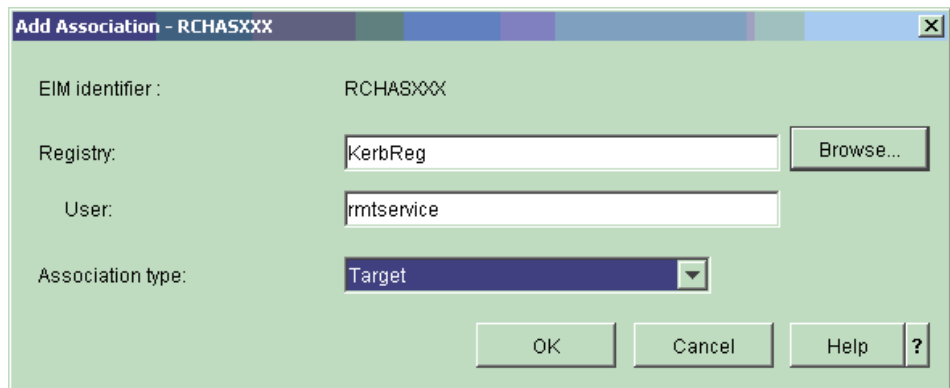 Add Association - RCHASXXX
EIM identifier : RCHASXXX
Registry: KerbReg Browse...
User: rmtservice
Association type: Target
OK Cancel Help ?